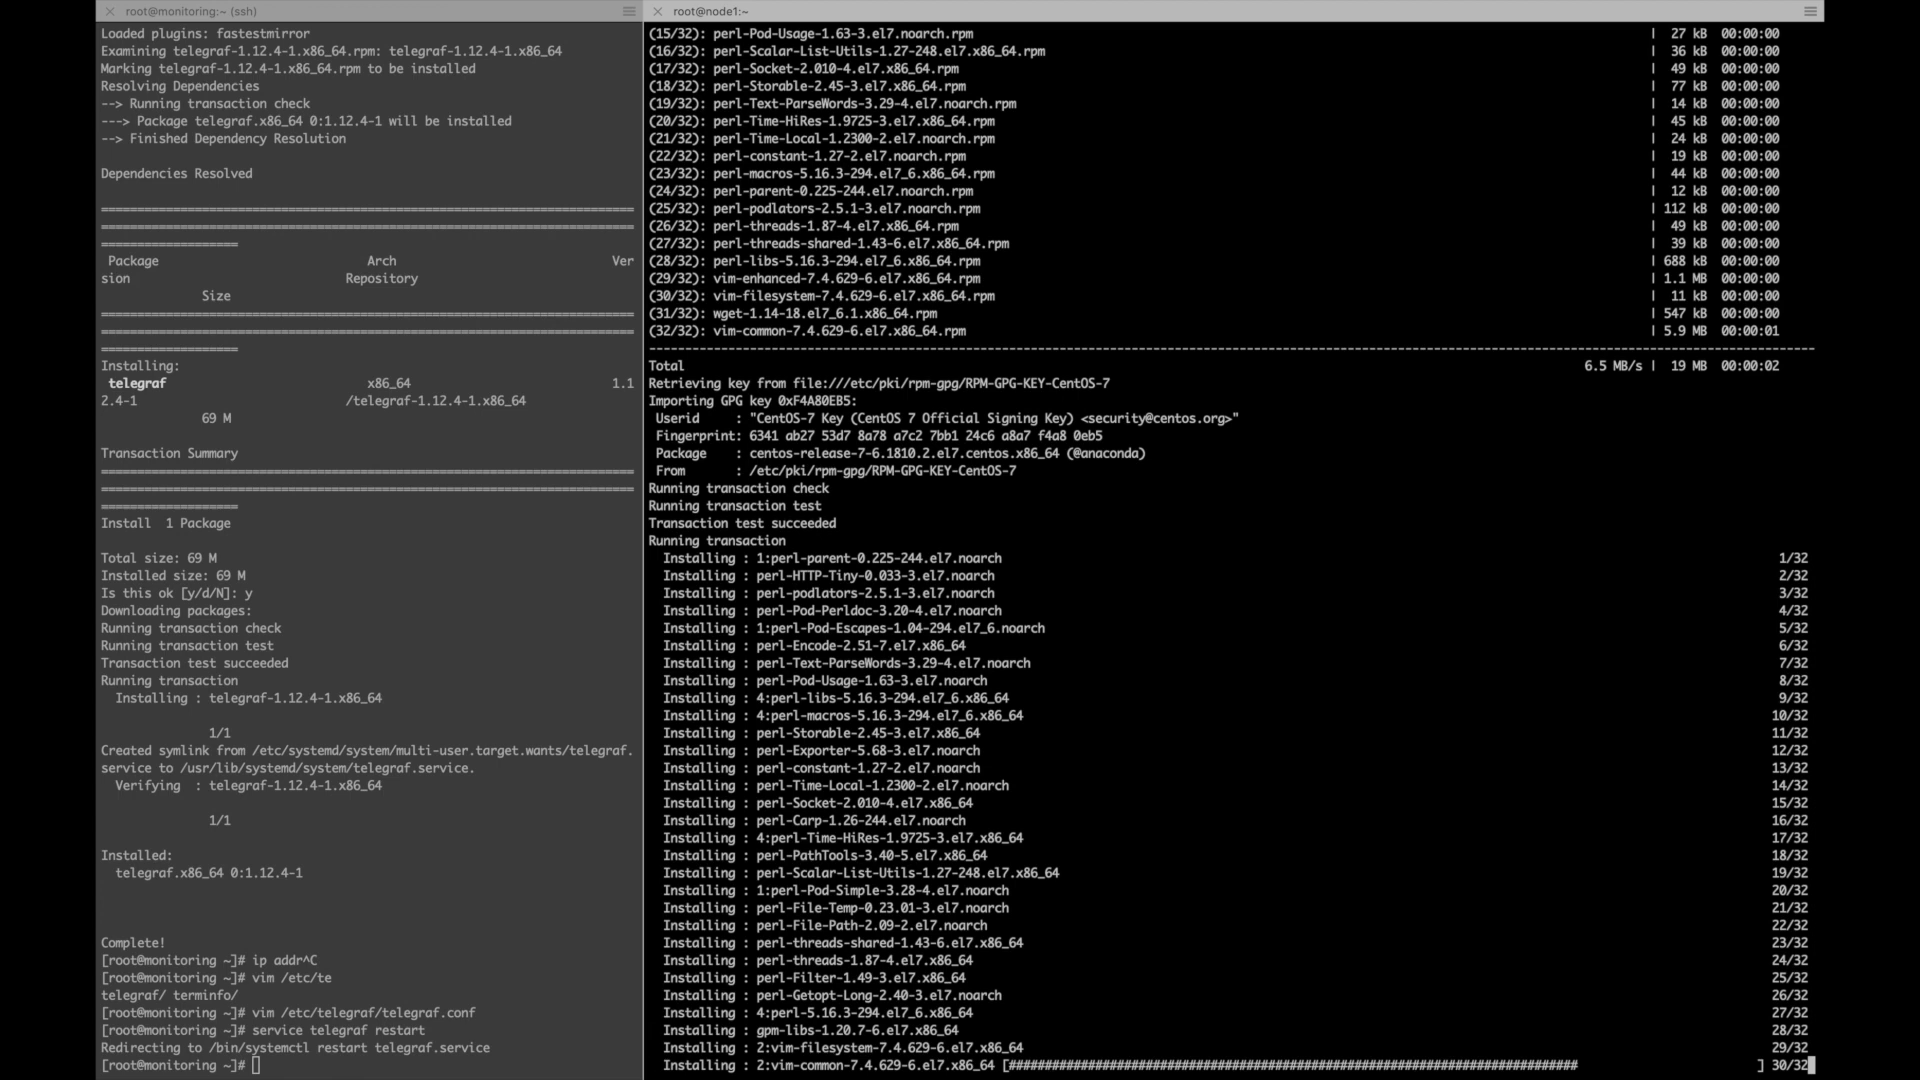 root@monitoring:~ (ssh)
Loaded plugins: fastestmirror
Examining telegraf-1.12.4-1.x86_64.rpm: telegraf-1.12.4-1.x86_64
Marking telegraf-1.12.4-1.x86_64.rpm to be installed
Resolving Dependencies
--> Running transaction check
---> Package telegraf.x86_64 0:1.12.4-1 will be installed
--> Finished Dependency Resolution
Dependencies Resolved
==========================================================================
==========================================================================
===================
Package Arch Ver
sion Repository
Size
==========================================================================
==========================================================================
===================
Installing:
telegraf x86_64 1.1
2.4-1 /telegraf-1.12.4-1.x86_64
69 M
Transaction Summary
==========================================================================
==========================================================================
===================
Install  1 Package
Total size: 69 M
Installed size: 69 M
Is this ok [y/d/N]: y
Downloading packages:
Running transaction check
Running transaction test
Transaction test succeeded
Running transaction
Installing : telegraf-1.12.4-1.x86_64
1/1
Created symlink from /etc/systemd/system/multi-user.target.wants/telegraf.
service to /usr/lib/systemd/system/telegraf.service.
Verifying  : telegraf-1.12.4-1.x86_64
1/1
Installed:
telegraf.x86_64 0:1.12.4-1
Complete!
[root@monitoring ~]# ip addr^C
[root@monitoring ~]# vim /etc/te
telegraf/ terminfo/
[root@monitoring ~]# vim /etc/telegraf/telegraf.conf
[root@monitoring ~]# service telegraf restart
Redirecting to /bin/systemctl restart telegraf.service
[root@monitoring ~]#
root@node1:~
(15/32): perl-Pod-Usage-1.63-3.el7.noarch.rpm | 27 kB 00:00:00
(16/32): perl-Scalar-List-Utils-1.27-248.el7.x86_64.rpm | 36 kB 00:00:00
(17/32): perl-Socket-2.010-4.el7.x86_64.rpm | 49 kB 00:00:00
(18/32): perl-Storable-2.45-3.el7.x86_64.rpm | 77 kB 00:00:00
(19/32): perl-Text-ParseWords-3.29-4.el7.noarch.rpm | 14 kB 00:00:00
(20/32): perl-Time-HiRes-1.9725-3.el7.x86_64.rpm | 45 kB 00:00:00
(21/32): perl-Time-Local-1.2300-2.el7.noarch.rpm | 24 kB 00:00:00
(22/32): perl-constant-1.27-2.el7.noarch.rpm | 19 kB 00:00:00
(23/32): perl-macros-5.16.3-294.el7_6.x86_64.rpm | 44 kB 00:00:00
(24/32): perl-parent-0.225-244.el7.noarch.rpm | 12 kB 00:00:00
(25/32): perl-podlators-2.5.1-3.el7.noarch.rpm | 112 kB 00:00:00
(26/32): perl-threads-1.87-4.el7.x86_64.rpm | 49 kB 00:00:00
(27/32): perl-threads-shared-1.43-6.el7.x86_64.rpm | 39 kB 00:00:00
(28/32): perl-libs-5.16.3-294.el7_6.x86_64.rpm | 688 kB 00:00:00
(29/32): vim-enhanced-7.4.629-6.el7.x86_64.rpm | 1.1 MB 00:00:00
(30/32): vim-filesystem-7.4.629-6.el7.x86_64.rpm | 11 kB 00:00:00
(31/32): wget-1.14-18.el7_6.1.x86_64.rpm | 547 kB 00:00:00
(32/32): vim-common-7.4.629-6.el7.x86_64.rpm | 5.9 MB 00:00:01
--------------------------------------------------------------------------------
Total 6.5 MB/s | 19 MB 00:00:02
Retrieving key from file:///etc/pki/rpm-gpg/RPM-GPG-KEY-CentOS-7
Importing GPG key 0xF4A80EB5:
Userid     : "CentOS-7 Key (CentOS 7 Official Signing Key) <security@centos.org>"
Fingerprint: 6341 ab27 53d7 8a78 a7c2 7bb1 24c6 a8a7 f4a8 0eb5
Package    : centos-release-7-6.1810.2.el7.centos.x86_64 (@anaconda)
From       : /etc/pki/rpm-gpg/RPM-GPG-KEY-CentOS-7
Running transaction check
Running transaction test
Transaction test succeeded
Running transaction
Installing : 1:perl-parent-0.225-244.el7.noarch 1/32
Installing : perl-HTTP-Tiny-0.033-3.el7.noarch 2/32
Installing : perl-podlators-2.5.1-3.el7.noarch 3/32
Installing : perl-Pod-Perldoc-3.20-4.el7.noarch 4/32
Installing : 1:perl-Pod-Escapes-1.04-294.el7_6.noarch 5/32
Installing : perl-Encode-2.51-7.el7.x86_64 6/32
Installing : perl-Text-ParseWords-3.29-4.el7.noarch 7/32
Installing : perl-Pod-Usage-1.63-3.el7.noarch 8/32
Installing : 4:perl-libs-5.16.3-294.el7_6.x86_64 9/32
Installing : 4:perl-macros-5.16.3-294.el7_6.x86_64 10/32
Installing : perl-Storable-2.45-3.el7.x86_64 11/32
Installing : perl-Exporter-5.68-3.el7.noarch 12/32
Installing : perl-constant-1.27-2.el7.noarch 13/32
Installing : perl-Time-Local-1.2300-2.el7.noarch 14/32
Installing : perl-Socket-2.010-4.el7.x86_64 15/32
Installing : perl-Carp-1.26-244.el7.noarch 16/32
Installing : 4:perl-Time-HiRes-1.9725-3.el7.x86_64 17/32
Installing : perl-PathTools-3.40-5.el7.x86_64 18/32
Installing : perl-Scalar-List-Utils-1.27-248.el7.x86_64 19/32
Installing : 1:perl-Pod-Simple-3.28-4.el7.noarch 20/32
Installing : perl-File-Temp-0.23.01-3.el7.noarch 21/32
Installing : perl-File-Path-2.09-2.el7.noarch 22/32
Installing : perl-threads-shared-1.43-6.el7.x86_64 23/32
Installing : perl-threads-1.87-4.el7.x86_64 24/32
Installing : perl-Filter-1.49-3.el7.x86_64 25/32
Installing : perl-Getopt-Long-2.40-3.el7.noarch 26/32
Installing : 4:perl-5.16.3-294.el7_6.x86_64 27/32
Installing : gpm-libs-1.20.7-6.el7.x86_64 28/32
Installing : 2:vim-filesystem-7.4.629-6.el7.x86_64 29/32
Installing : 2:vim-common-7.4.629-6.el7.x86_64 [############################################################################### ] 30/32